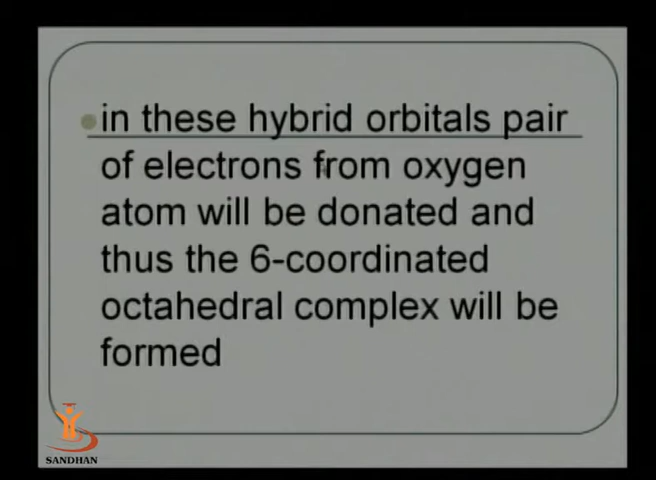 in these hybrid orbitals pair
of electrons from oxygen
atom will be donated and
thus the 6-coordinated
octahedral complex will be
formed
SANDHAN